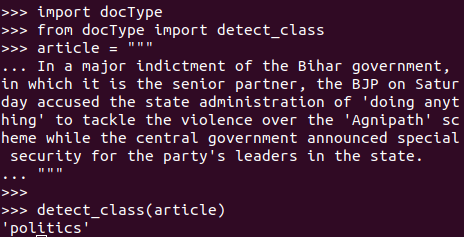 >>> import docType
>>> from docType import detect_class
>>> article = """
... In a major indictment of the Bihar government,
in which it is the senior partner, the BJP on Satur
day accused the state administration of 'doing anyt
hing' to tackle the violence over the 'Agnipath' sc
heme while the central government announced special
 security for the party's leaders in the state.
... """
>>>
>>> detect_class(article)
'politics'